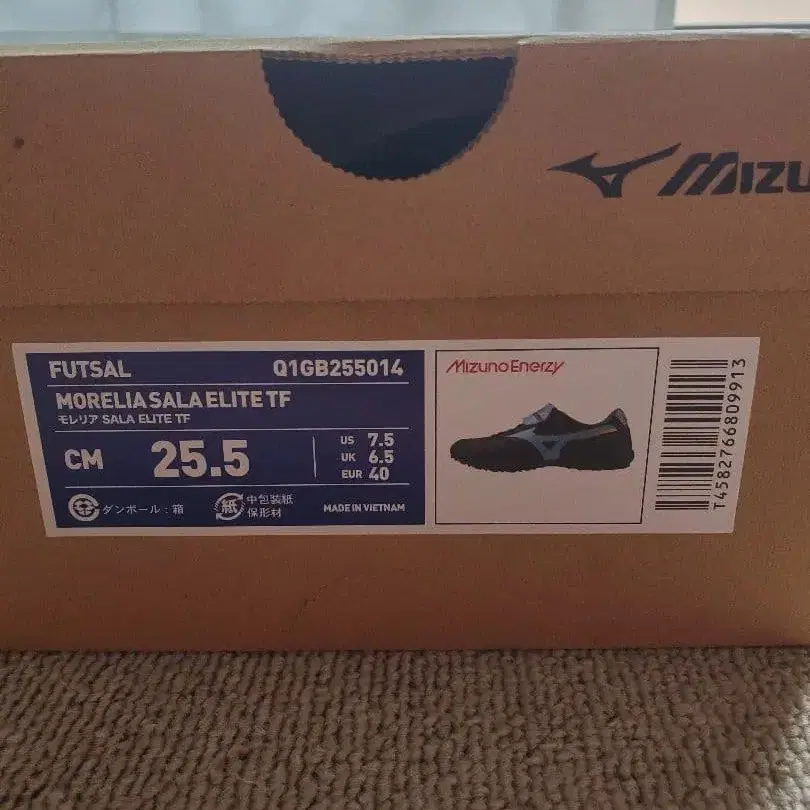 MIZU
FUTSAL Q1GB255014
MORELIA SALA ELITE TF
モレリア SALA ELITE TF
CM 25.5
US 7.5
UK 6.5
EUR 40
ダンボール：箱
紙 中包装紙
保形材
MADE IN VIETNAM
MizunoEnerzy
T4582766809913